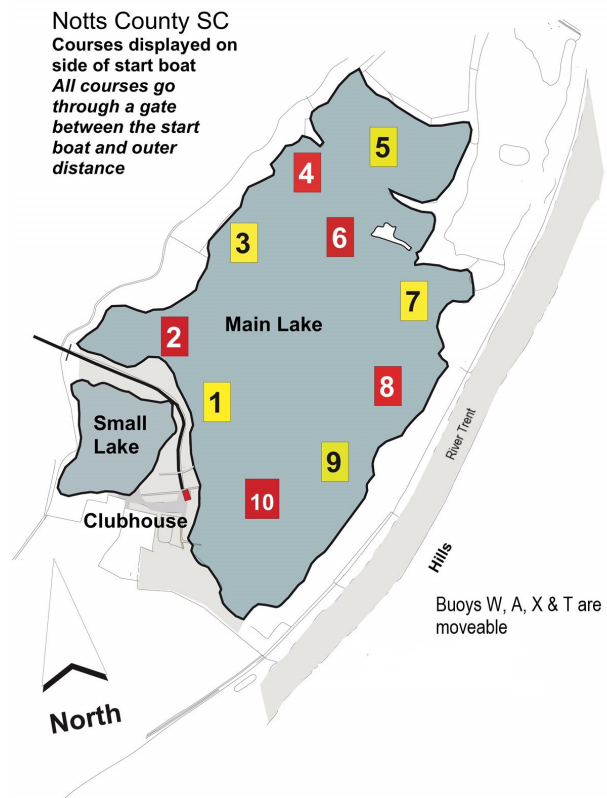 Notts County SC
Courses displayed on
side of start boat
All courses go
through a gate
between the start
boat and outer
distance
5
4
6
3
7
Main Lake
2
8
1
Small
Lake
9
River Trent
10
Clubhouse
Hills
Buoys W, A, X & T are
moveable
North